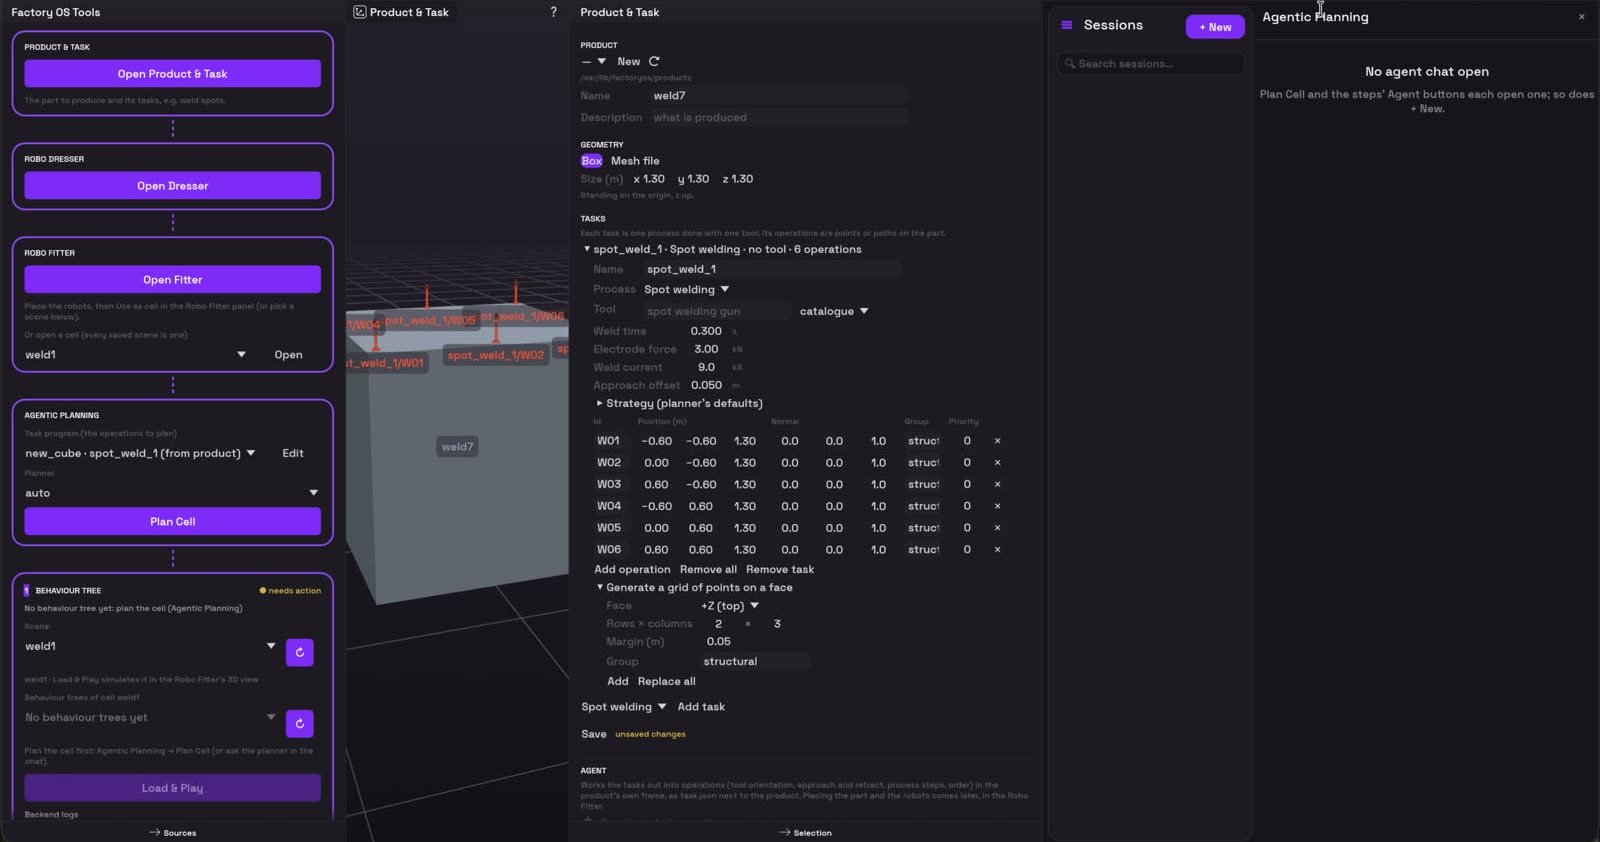 Factory OS Tools
PRODUCT & TASK
Open Product & Task
The part to produce and its tasks, e.g. weld spots.
ROBO DRESSER
Open Dresser
ROBO FITTER
Open Fitter
Place the robots, then Use as cell in the Robo Fitter panel (or pick a
scene below).
Or open a cell (every saved scene is one)
weld1
Open
AGENTIC PLANNING
Task program (the operations to plan)
new_cube · spot_weld_1 (from product)
Edit
Planner
auto
Plan Cell
1 BEHAVIOUR TREE
needs action
No behaviour tree yet: plan the cell (Agentic Planning)
Scene
weld1
weld1 · Load & Play simulates it in the Robo Fitter's 3D view
Behaviour trees of cell weld1
No behaviour trees yet
Plan the cell first: Agentic Planning → Plan Cell (or ask the planner in the
chat).
Load & Play
Backend logs
→ Sources
Product & Task
?
1/W04
pot_weld_1/W05
ot_weld_1/W06
ot_weld_1/W01
spot_weld_1/W02
sp
weld7
Product & Task
PRODUCT
–
New
/var/lib/factoryos/products
Name weld7
Description what is produced
GEOMETRY
Box Mesh file
Size (m) x 1.30 y 1.30 z 1.30
Standing on the origin, z up.
TASKS
Each task is one process done with one tool; its operations are points or paths on the part.
spot_weld_1 · Spot welding · no tool · 6 operations
Name spot_weld_1
Process Spot welding
Tool spot welding gun catalogue
Weld time 0.300 s
Electrode force 3.00 kN
Weld current 9.0 kA
Approach offset 0.050 m
Strategy (planner's defaults)
Id Position (m) Normal Group Priority
W01 −0.60 −0.60 1.30 0.0 0.0 1.0 struct 0 ×
W02 0.00 −0.60 1.30 0.0 0.0 1.0 struct 0 ×
W03 0.60 −0.60 1.30 0.0 0.0 1.0 struct 0 ×
W04 −0.60 0.60 1.30 0.0 0.0 1.0 struct 0 ×
W05 0.00 0.60 1.30 0.0 0.0 1.0 struct 0 ×
W06 0.60 0.60 1.30 0.0 0.0 1.0 struct 0 ×
Add operation Remove all Remove task
Generate a grid of points on a face
Face +Z (top)
Rows × columns 2 × 3
Margin (m) 0.05
Group structural
Add Replace all
Spot welding Add task
Save unsaved changes
AGENT
Works the tasks out into operations (tool orientation, approach and retract, process steps, order) in the
product's own frame, as task.json next to the product. Placing the part and the robots comes later, in the Robo
Fitter.
→ Selection
Sessions
+ New
Search sessions...
Agentic Planning
×
No agent chat open
Plan Cell and the steps' Agent buttons each open one; so does
+ New.